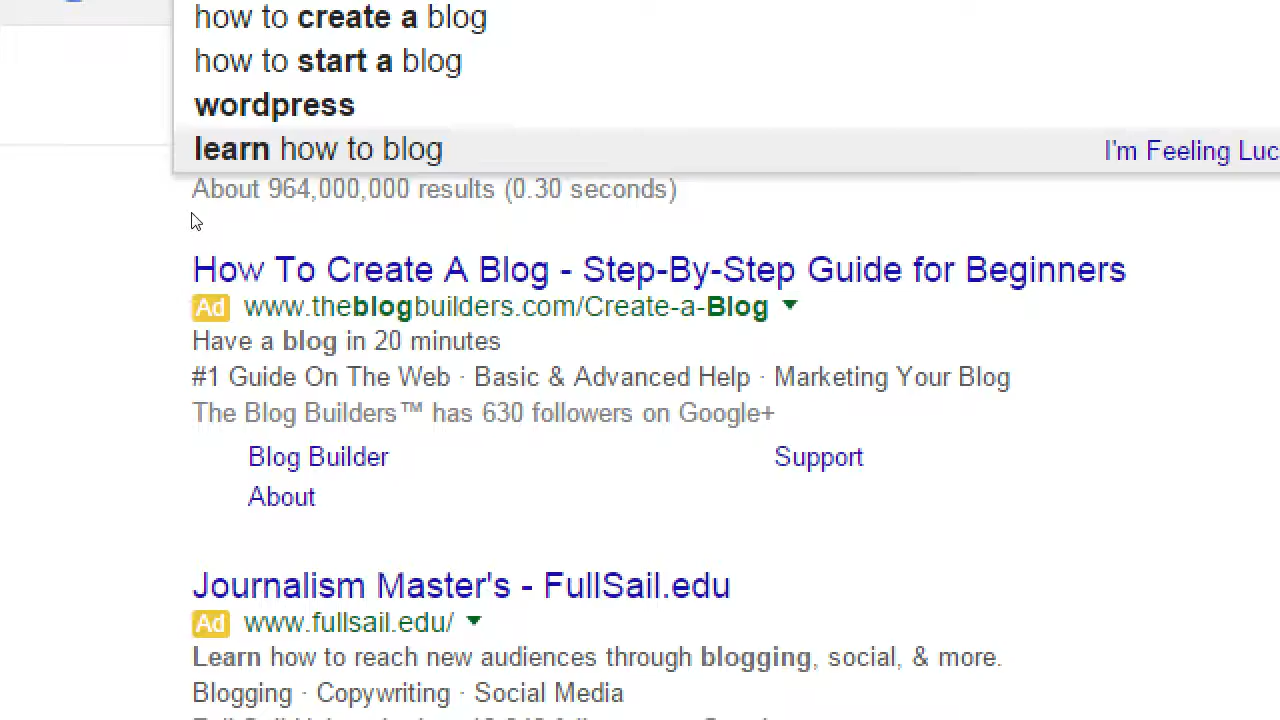 how to create a blog
how to start a blog
wordpress
learn how to blog
I'm Feeling Luc
About 964,000,000 results (0.30 seconds)
How To Create A Blog - Step-By-Step Guide for Beginners
Ad www.theblogbuilders.com/Create-a-Blog
Have a blog in 20 minutes
#1 Guide On The Web · Basic & Advanced Help · Marketing Your Blog
The Blog Builders™ has 630 followers on Google+
Blog Builder Support
About
Journalism Master's - FullSail.edu
Ad www.fullsail.edu/
Learn how to reach new audiences through blogging, social, & more.
Blogging · Copywriting · Social Media